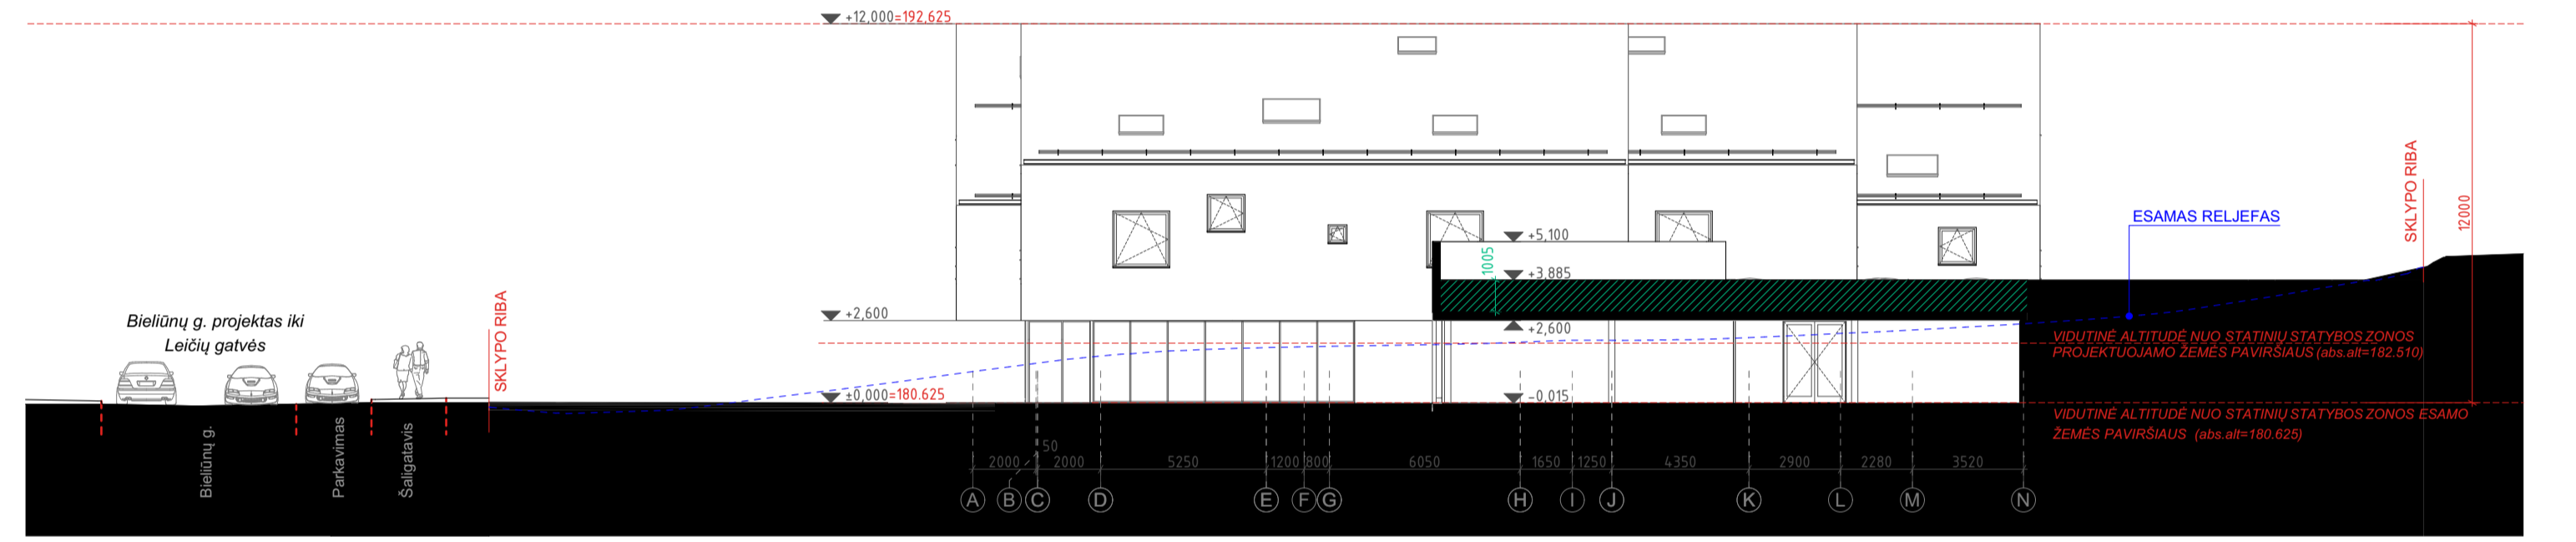 +12,000=192,625
ESAMAS RELJEFAS
SKLYPO RIBA
12000
+5,100
1005
+3,885
Bieliūnų g. projektas iki
Leičių gatvės
SKLYPO RIBA
+2,600
+2,600
VIDUTINĖ ALTITUDĖ NUO STATINIŲ STATYBOS ZONOS
PROJEKTUOJAMO ŽEMĖS PAVIRŠIAUS (abs.alt=182.510)
±0,000=180.625
-0,015
VIDUTINĖ ALTITUDĖ NUO STATINIŲ STATYBOS ZONOS ESAMO
ŽEMĖS PAVIRŠIAUS (abs.alt=180.625)
Bieliūnų g.
Parkavimas
Šaligatavis
50
2000 2000 5250 1200 800 6050 1650 1250 4350 2900 2280 3520
A B C D E F G H I J K L M N